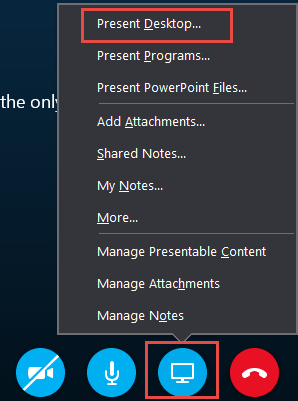 Present Desktop...
Present Programs...
Present PowerPoint Files...
the only
Add Attachments...
Shared Notes...
My Notes...
More...
Manage Presentable Content
Manage Attachments
Manage Notes